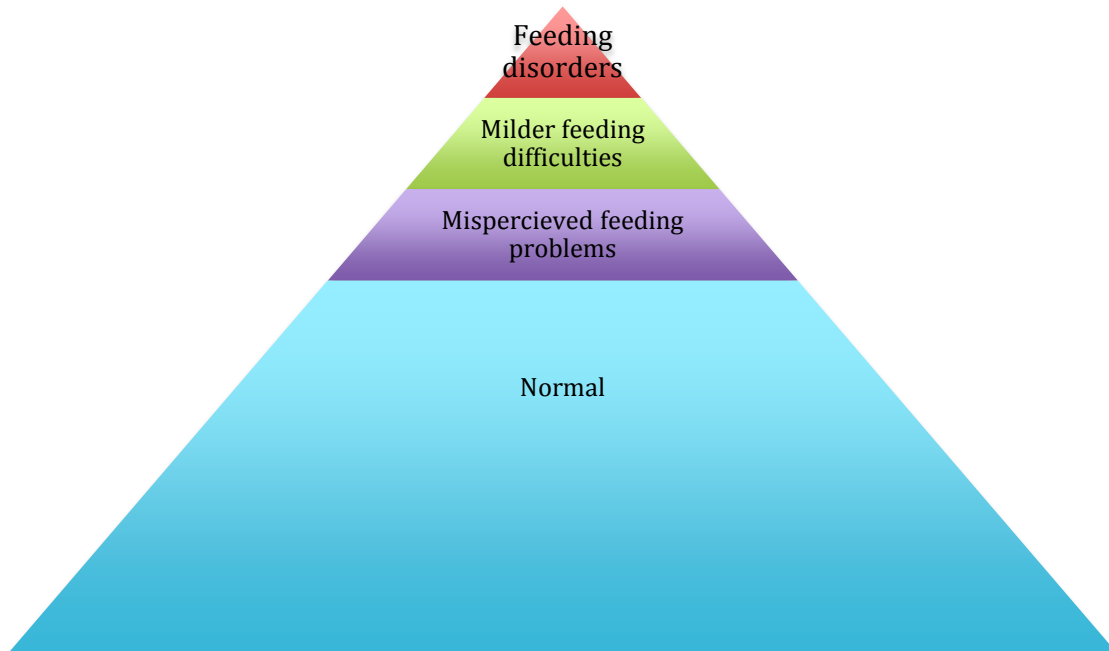 Feeding
disorders
Milder feeding
difficulties
Mispercieved feeding
problems
Normal